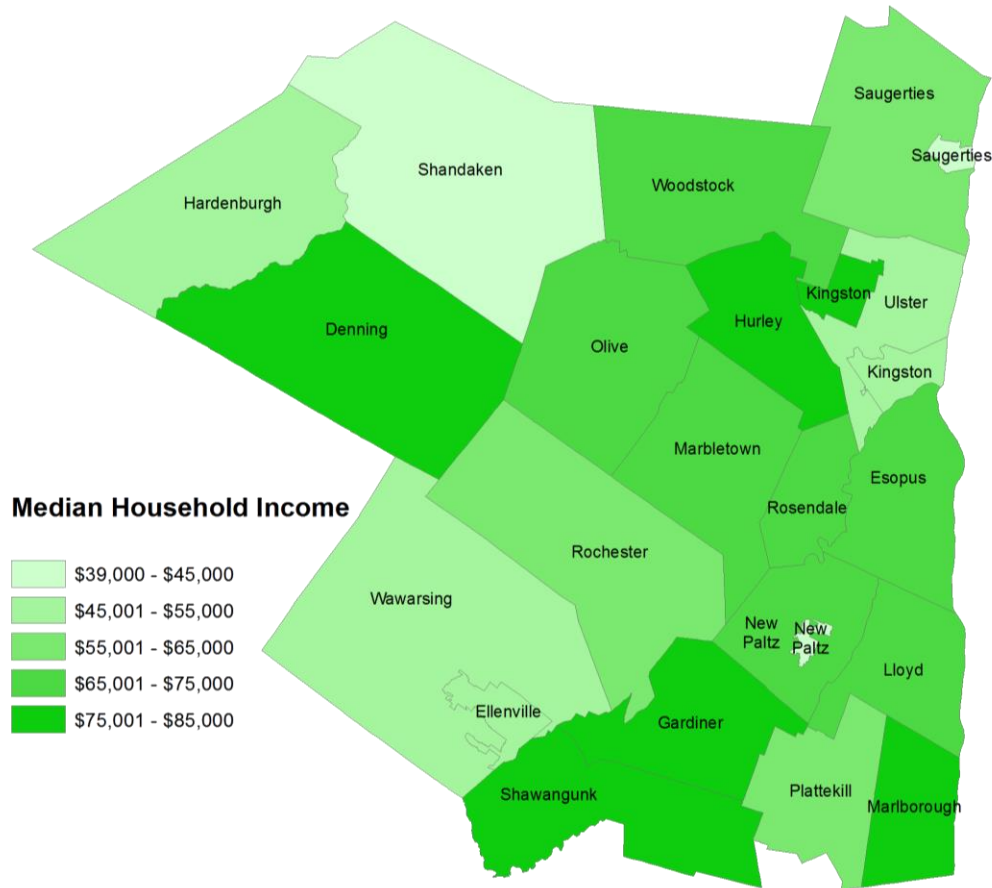 Saugerties
Saugerties
Shandaken
Woodstock
Hardenburgh
Kingston
Ulster
Hurley
Denning
Olive
Kingston
Marbletown
Esopus
Rosendale
Median Household Income
$39,000 - $45,000
$45,001 - $55,000
$55,001 - $65,000
$65,001 - $75,000
$75,001 - $85,000
Rochester
Wawarsing
New
Paltz
New
Paltz
Lloyd
Ellenville
Gardiner
Shawangunk
Plattekill
Marlborough